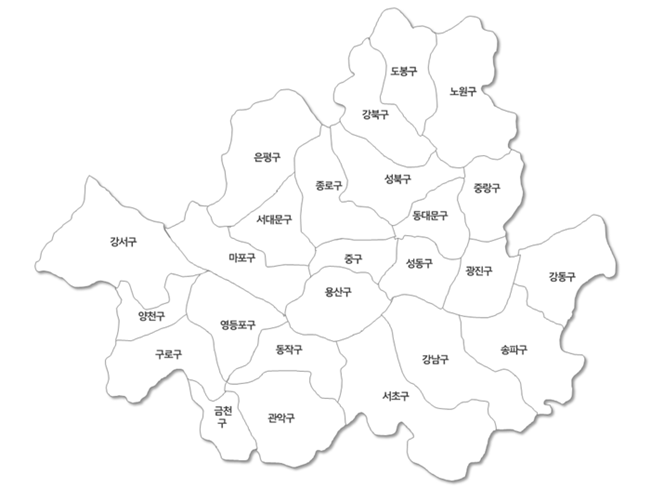 도봉구
노원구
강북구
은평구
성북구
종로구
중랑구
서대문구
동대문구
강서구
마포구
중구
성동구
광진구
강동구
용산구
양천구
영등포구
동작구
송파구
구로구
강남구
서초구
금천
구
관악구